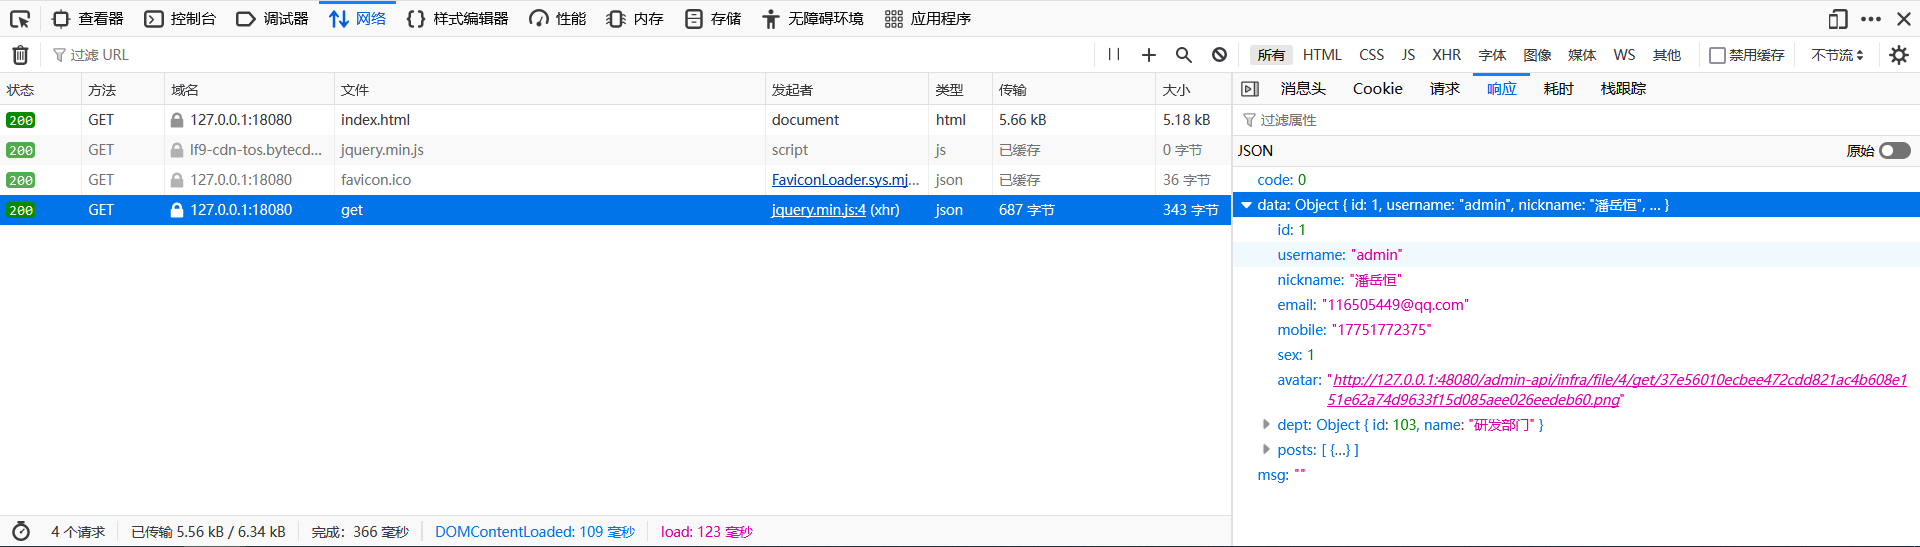 查看器 控制台 调试器 网络 样式编辑器 性能 内存 存储 无障碍环境 应用程序
过滤 URL 所有 HTML CSS JS XHR 字体 图像 媒体 WS 其他 禁用缓存 不节流
状态 方法 域名 文件 发起者 类型 传输 大小
200 GET 127.0.0.1:18080 index.html document html 5.66 kB 5.18 kB
200 GET lf9-cdn-tos.bytecd... jquery.min.js script js 已缓存 0 字节
200 GET 127.0.0.1:18080 favicon.ico FaviconLoader.sys.mj... json 已缓存 36 字节
200 GET 127.0.0.1:18080 get jquery.min.js:4 (xhr) json 687 字节 343 字节
4 个请求 已传输 5.56 kB / 6.34 kB 完成：366 毫秒 DOMContentLoaded: 109 毫秒 load: 123 毫秒
消息头 Cookie 请求 响应 耗时 栈跟踪
过滤属性
JSON 原始
code: 0
data: Object { id: 1, username: "admin", nickname: "潘岳恒", … }
id: 1
username: "admin"
nickname: "潘岳恒"
email: "116505449@qq.com"
mobile: "17751772375"
sex: 1
avatar: "http://127.0.0.1:48080/admin-api/infra/file/4/get/37e56010ecbee472cdd821ac4b608e1
51e62a74d9633f15d085aee026eedeb60.png"
dept: Object { id: 103, name: "研发部门" }
posts: [ {…} ]
msg: ""